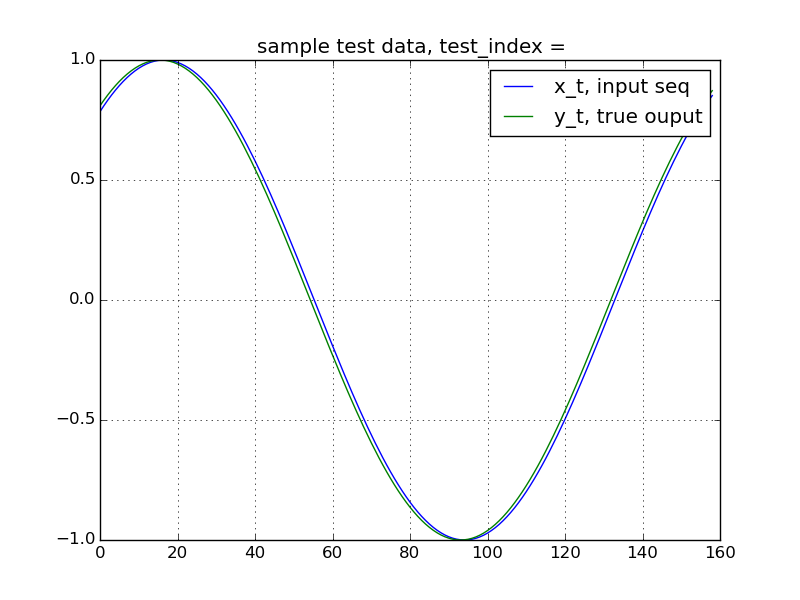 sample test data, test_index =
x_t, input seq
y_t, true ouput
1.0
0.5
0.0
−0.5
−1.0
0 20 40 60 80 100 120 140 160